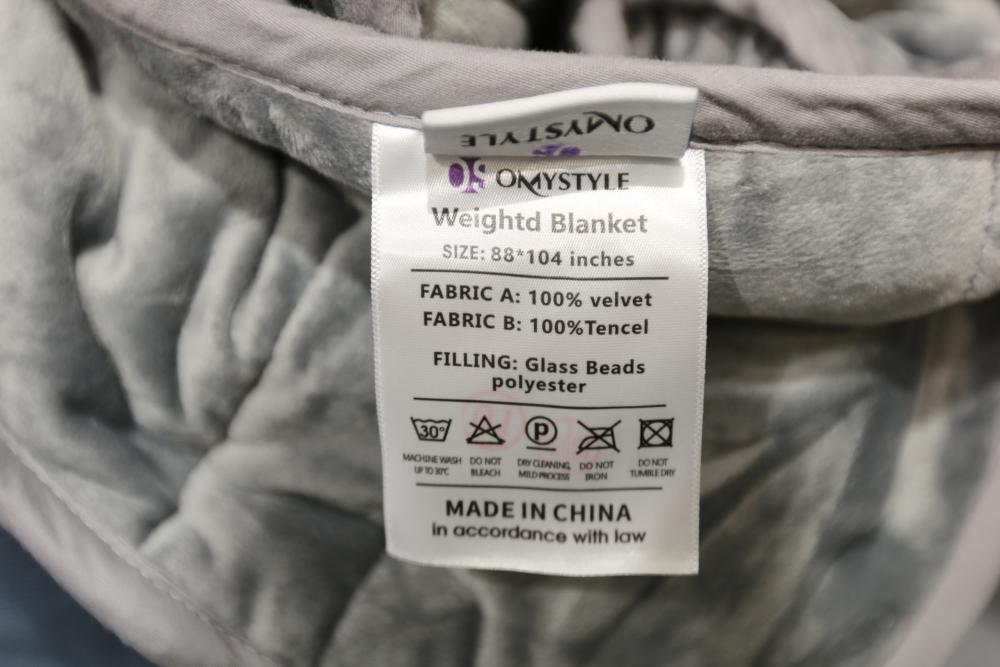 OMYSTYLE
OS OMYSTYLE
Weightd Blanket
SIZE: 88*104 inches
FABRIC A: 100% velvet
FABRIC B: 100%Tencel
FILLING: Glass Beads
polyester
30°
P
MACHINE WASH UP TO 30°C
DO NOT BLEACH
DRY CLEANING, MILD PROCESS
DO NOT IRON
DO NOT TUMBLE DRY
MADE IN CHINA
in accordance with law